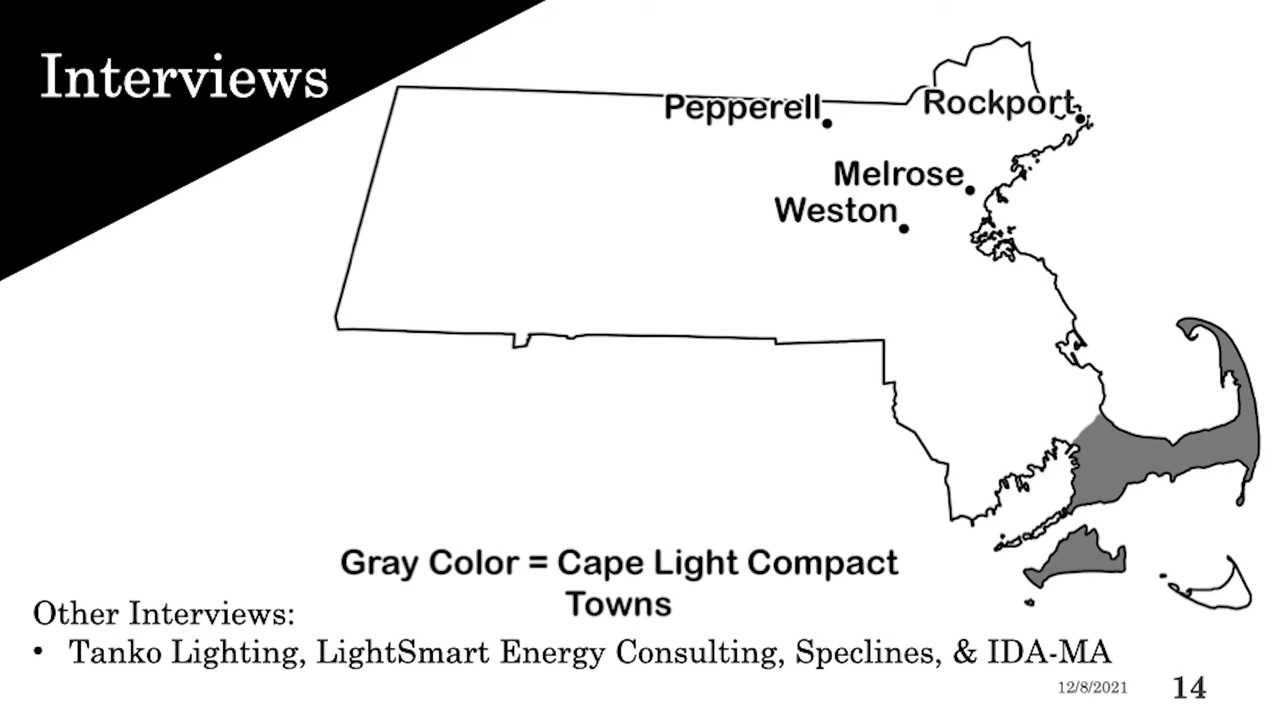 Interviews
Pepperell
Rockport
Melrose
Weston
Gray Color = Cape Light Compact
Towns
Other Interviews:
• Tanko Lighting, LightSmart Energy Consulting, Speclines, & IDA-MA
12/8/2021
14